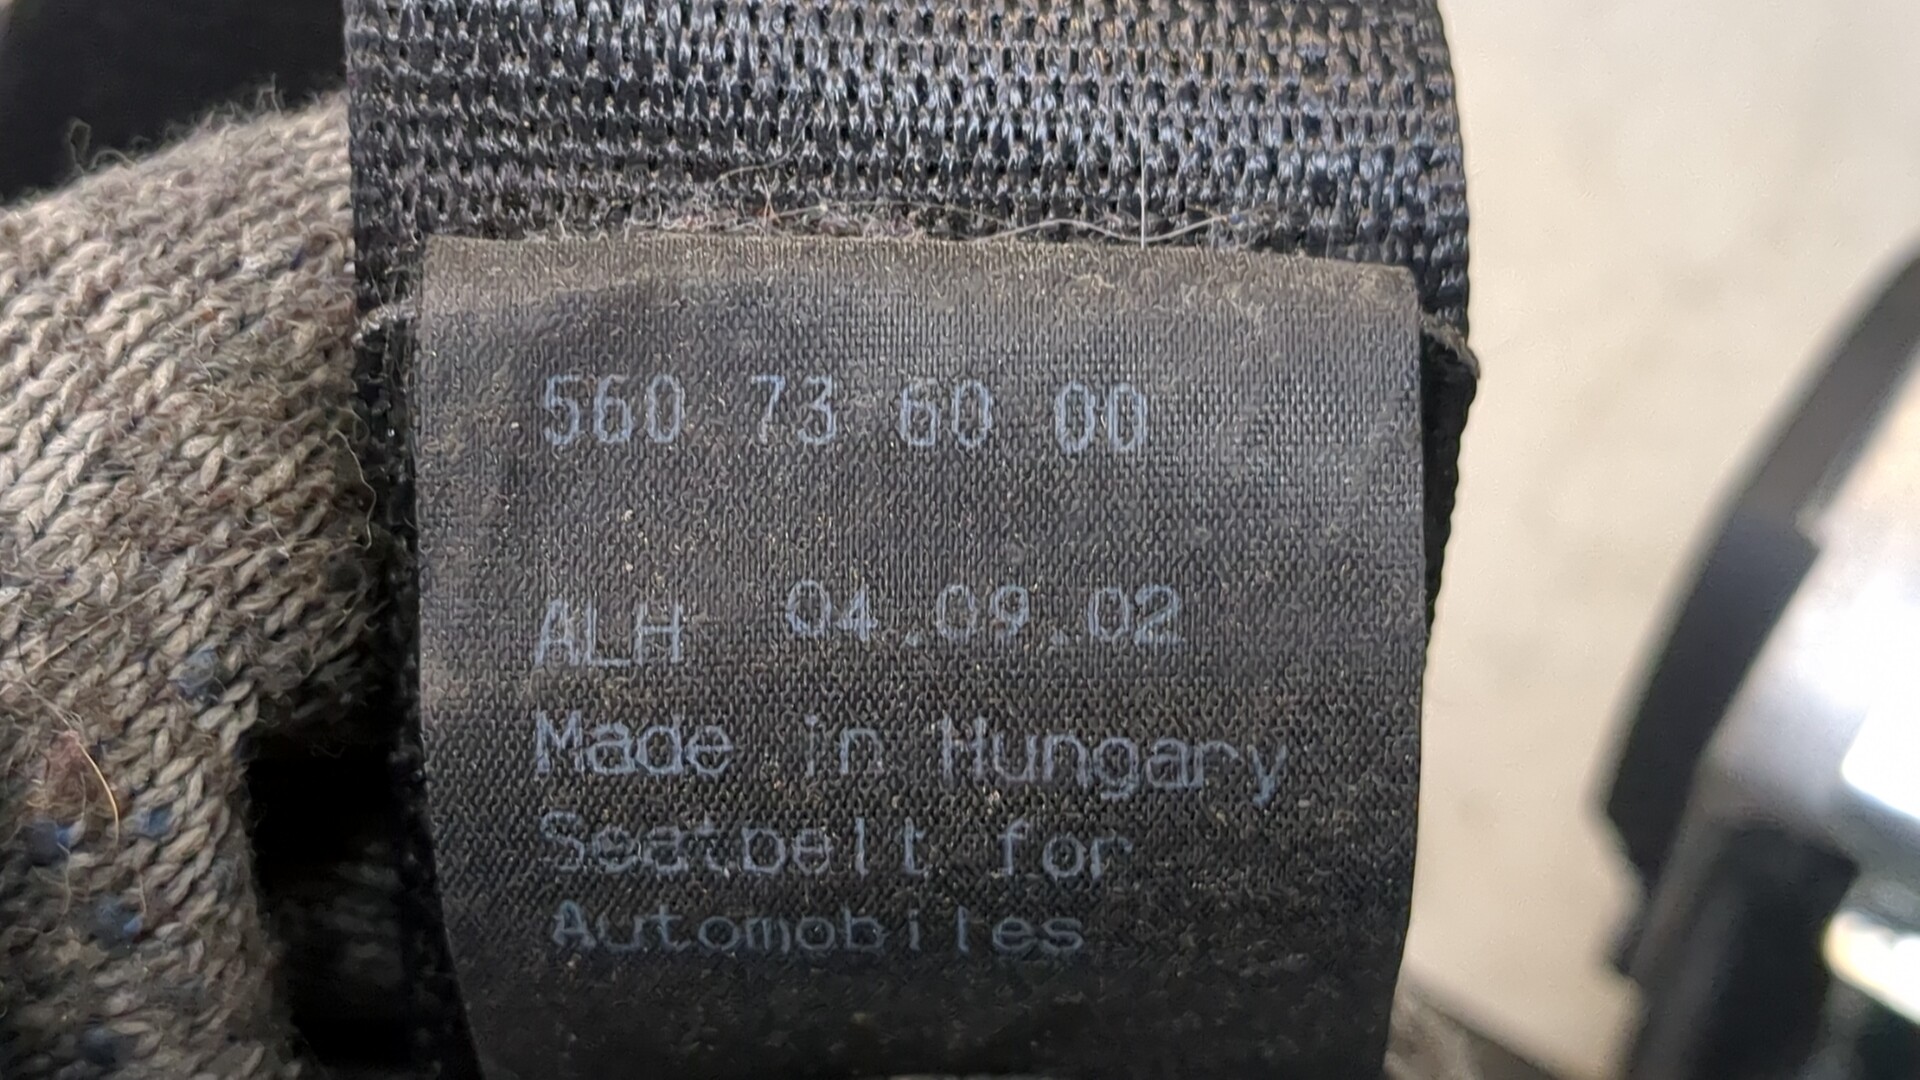 560 73 60 00
ALH 04.09.02
Made in Hungary
Seatbelt for
Automobiles